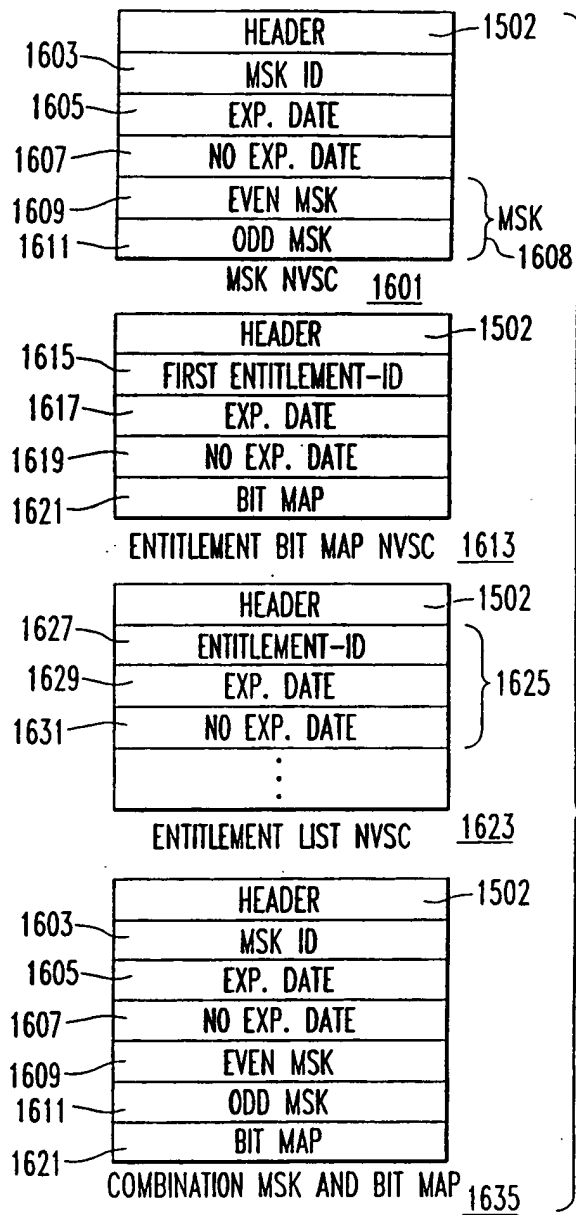 HEADER 1502
1603 MSK ID
1605 EXP. DATE
1607 NO EXP. DATE
1609 EVEN MSK
1611 ODD MSK
MSK
1608
MSK NVSC 1601
HEADER 1502
1615 FIRST ENTITLEMENT-ID
1617 EXP. DATE
1619 NO EXP. DATE
1621 BIT MAP
ENTITLEMENT BIT MAP NVSC 1613
HEADER 1502
1627 ENTITLEMENT-ID
1629 EXP. DATE
1631 NO EXP. DATE
1625
ENTITLEMENT LIST NVSC 1623
HEADER 1502
1603 MSK ID
1605 EXP. DATE
1607 NO EXP. DATE
1609 EVEN MSK
1611 ODD MSK
1621 BIT MAP
COMBINATION MSK AND BIT MAP 1635